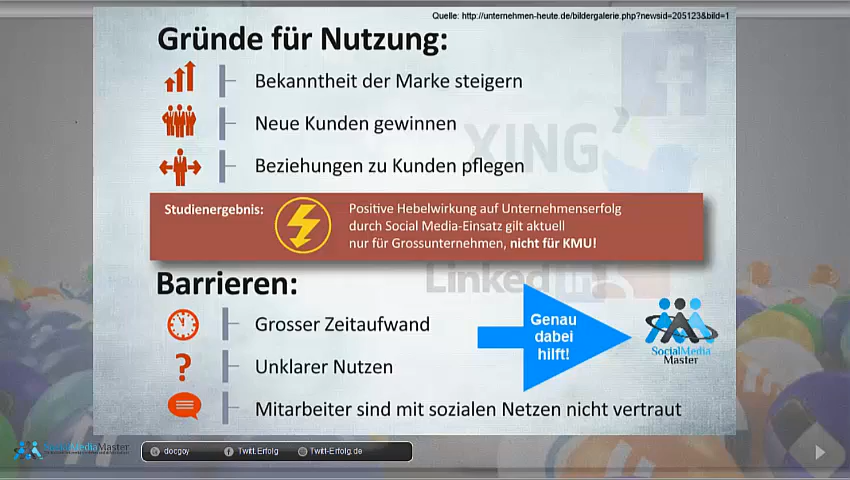 Quelle: http://unternehmen-heute.de/bildergalerie.php?newsid=205123&bild=1
Gründe für Nutzung:
Bekanntheit der Marke steigern
Neue Kunden gewinnen
XING
Beziehungen zu Kunden pflegen
Studienergebnis:
Positive Hebelwirkung auf Unternehmenserfolg
durch Social Media-Einsatz gilt aktuell
nur für Grossunternehmen, nicht für KMU!
Linked in
Barrieren:
Grosser Zeitaufwand
Unklarer Nutzen
Mitarbeiter sind mit sozialen Netzen nicht vertraut
Genau
dabei
hilft!
SocialMedia
Master
SocialMediaMaster
docgoy
Twitt.Erfolg
Twitt-Erfolg.de